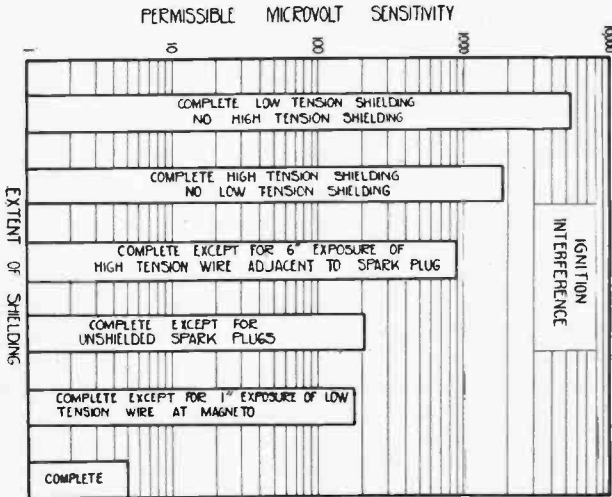 PERMISSIBLE MICROVOLT SENSITIVITY
1
10
100
1000
10000
COMPLETE LOW TENSION SHIELDING
NO HIGH TENSION SHIELDING
COMPLETE HIGH TENSION SHIELDING
NO LOW TENSION SHIELDING
COMPLETE EXCEPT FOR 6" EXPOSURE OF
HIGH TENSION WIRE ADJACENT TO SPARK PLUG
COMPLETE EXCEPT FOR
UNSHIELDED SPARK PLUGS
COMPLETE EXCEPT FOR 1" EXPOSURE OF LOW
TENSION WIRE AT MAGNETO
COMPLETE
EXTENT OF SHIELDING
IGNITION
INTERFERENCE